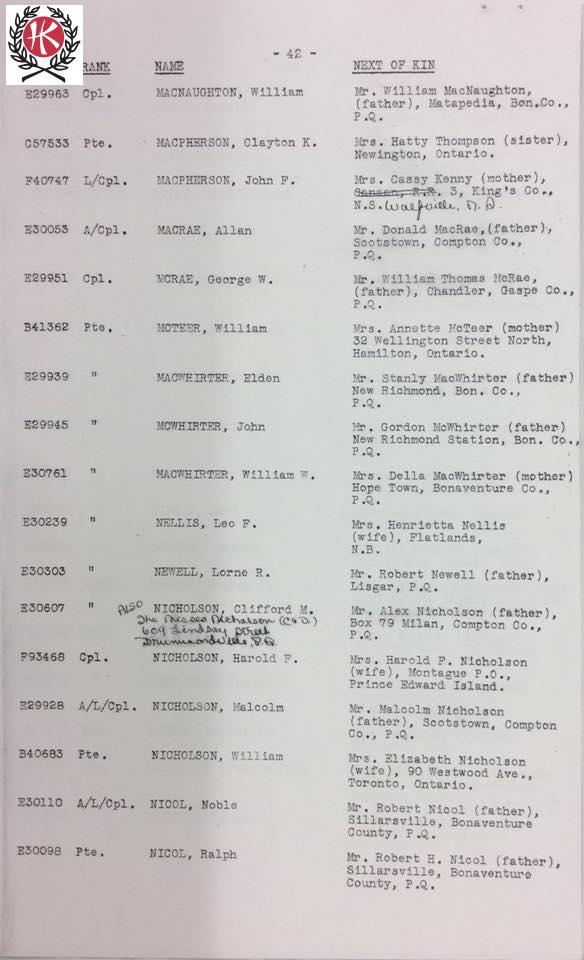 HK
- 42 -
RANK NAME NEXT OF KIN
E29963 Cpl. MACNAUGHTON, William Mr. William MacNaughton,
(father), Matapedia, Bon.Co.,
P.Q.
C57533 Pte. MACPHERSON, Clayton K. Mrs. Hatty Thompson (sister),
Newington, Ontario.
F40747 L/Cpl. MACPHERSON, John F. Mrs. Cassy Kenny (mother),
R.R. 3, King's Co.,
N.S.
E30053 A/Cpl. MACRAE, Allan Mr. Donald MacRae,(father),
Scotstown, Compton Co.,
P.Q.
E29951 Cpl. MCRAE, George W. Mr. William Thomas McRae,
(father), Chandler, Gaspe Co.,
P.Q.
B41362 Pte. MCTEER, William Mrs. Annette McTeer (mother)
32 Wellington Street North,
Hamilton, Ontario.
E29939 " MACWHIRTER, Elden Mr. Stanly MacWhirter (father)
New Richmond, Bon. Co.,
P.Q.
E29945 " MCWHIRTER, John Mr. Gordon McWhirter (father)
New Richmond Station, Bon. Co.,
P.Q.
E30761 " MACWHIRTER, William W. Mrs. Della MacWhirter (mother)
Hope Town, Bonaventure Co.,
P.Q.
E30239 " NELLIS, Leo F. Mrs. Henrietta Nellis
(wife), Flatlands,
N.B.
E30303 " NEWELL, Lorne R. Mr. Robert Newell (father),
Lisgar, P.Q.
E30607 " ALSO NICHOLSON, Clifford M. Mr. Alex Nicholson (father),
The Misses Nicholson Box 79 Milan, Compton Co.,
609 Lindsay Street P.Q.
Drummondville, P.Q.
F93468 Cpl. NICHOLSON, Harold F. Mrs. Harold F. Nicholson
(wife), Montague P.O.,
Prince Edward Island.
E29928 A/L/Cpl. NICHOLSON, Malcolm Mr. Malcolm Nicholson
(father), Scotstown, Compton
Co., P.Q.
B40683 Pte. NICHOLSON, William Mrs. Elizabeth Nicholson
(wife), 90 Westwood Ave.,
Toronto, Ontario.
E30110 A/L/Cpl. NICOL, Noble Mr. Robert Nicol (father),
Sillarsville, Bonaventure
County, P.Q.
E30098 Pte. NICOL, Ralph Mr. Robert H. Nicol (father),
Sillarsville, Bonaventure
County, P.Q.